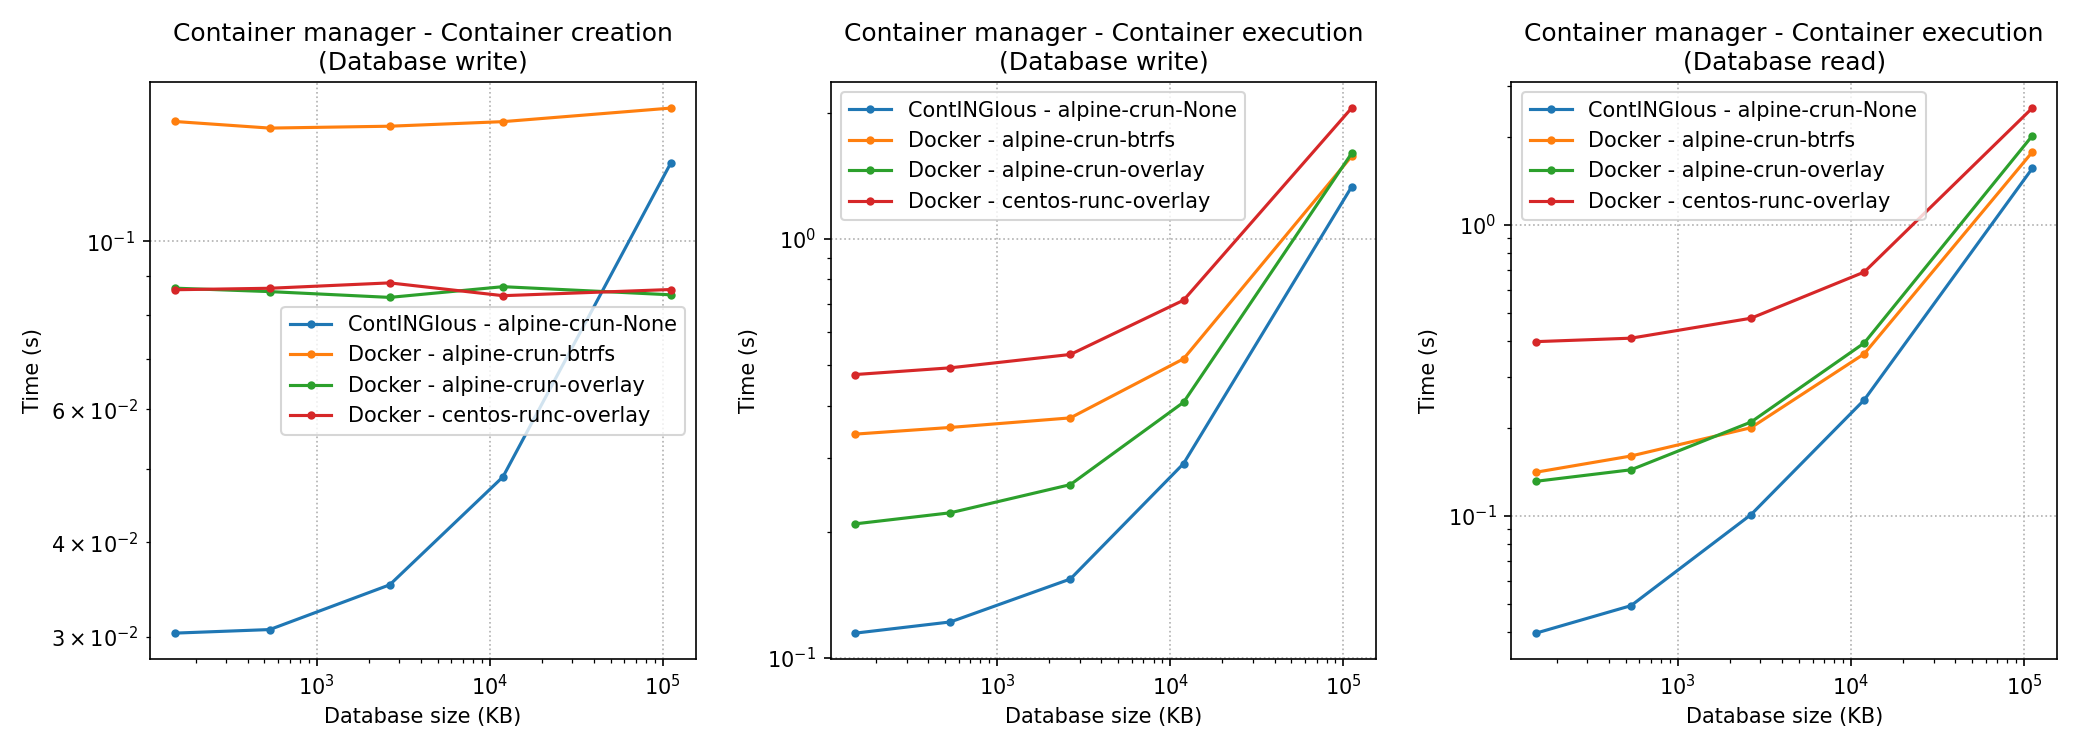 Container manager - Container creation
(Database write)
10⁻¹
6 × 10⁻²
4 × 10⁻²
3 × 10⁻²
Time (s)
ContINGIous - alpine-crun-None
Docker - alpine-crun-btrfs
Docker - alpine-crun-overlay
Docker - centos-runc-overlay
10³ 10⁴ 10⁵
Database size (KB)
Container manager - Container execution
(Database write)
ContINGIous - alpine-crun-None
Docker - alpine-crun-btrfs
Docker - alpine-crun-overlay
Docker - centos-runc-overlay
10⁰
10⁻¹
Time (s)
10³ 10⁴ 10⁵
Database size (KB)
Container manager - Container execution
(Database read)
ContINGIous - alpine-crun-None
Docker - alpine-crun-btrfs
Docker - alpine-crun-overlay
Docker - centos-runc-overlay
10⁰
10⁻¹
Time (s)
10³ 10⁴ 10⁵
Database size (KB)